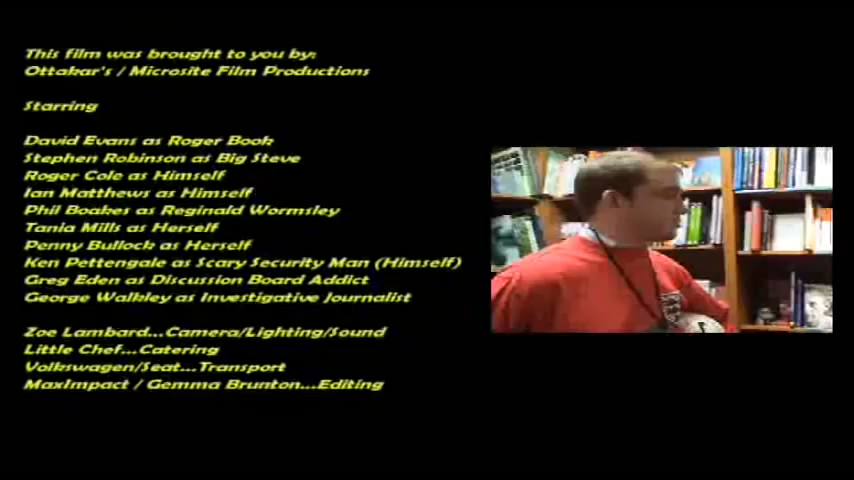 This film was brought to you by:
Ottakar's / Microsite Film Productions
Starring
David Evans as Roger Book
Stephen Robinson as Big Steve
Roger Cole as Himself
Ian Matthews as Himself
Phil Boakes as Reginald Wormsley
Tania Mills as Herself
Penny Bullock as Herself
Ken Pettengale as Scary Security Man (Himself)
Greg Eden as Discussion Board Addict
George Walkley as Investigative Journalist
Zoe Lambard...Camera/Lighting/Sound
Little Chef...Catering
Volkswagen/Seat...Transport
MaxImpact / Gemma Brunton...Editing